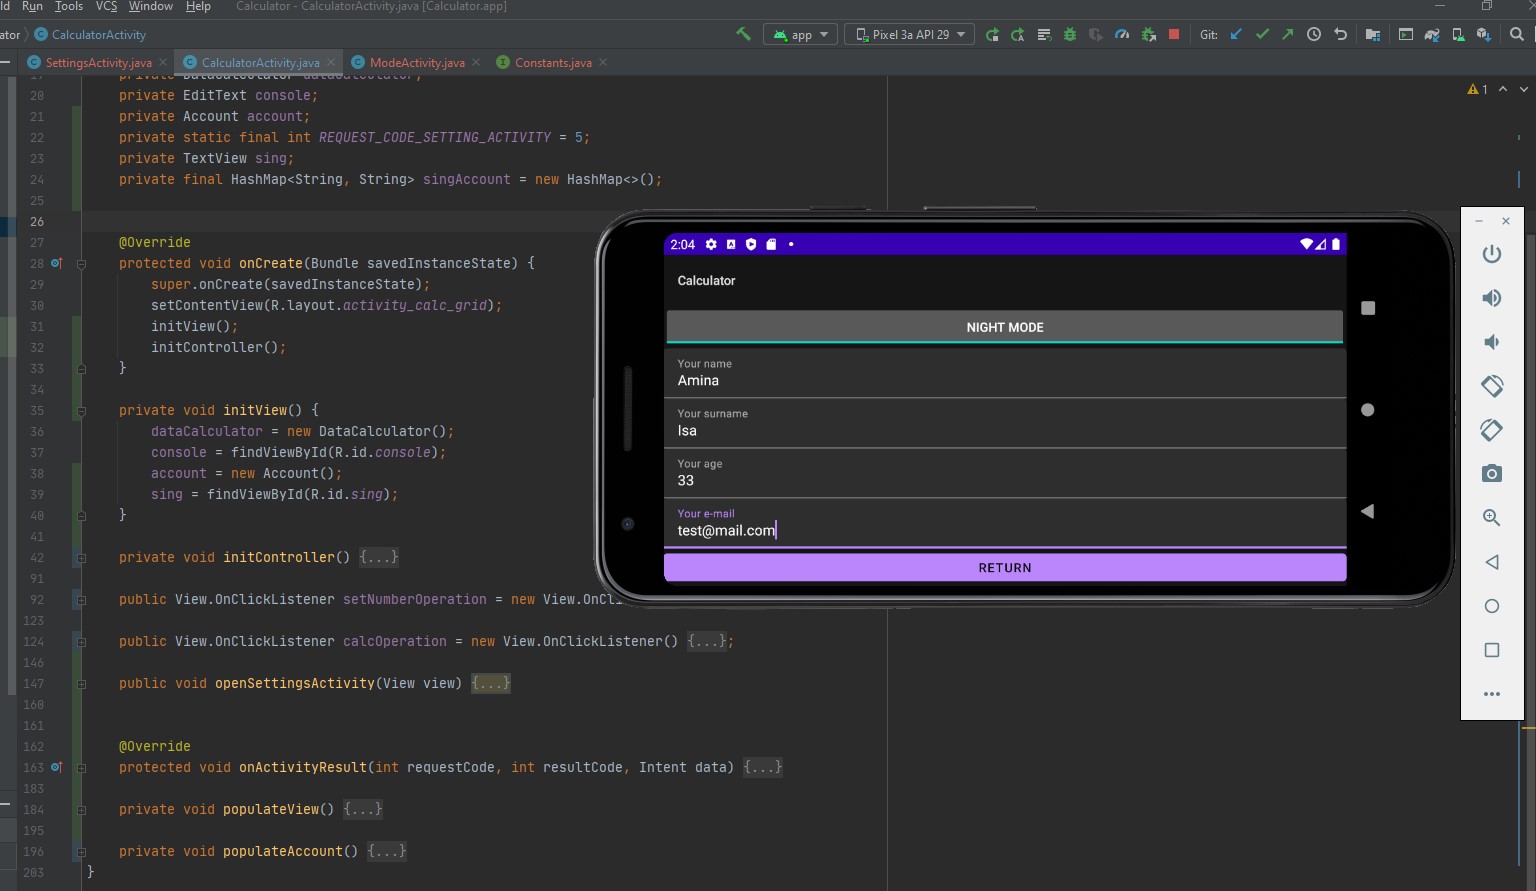 ld Run Tools VCS Window Help Calculator - CalculatorActivity.java [Calculator.app]
ator CalculatorActivity app Pixel 3a API 29 Git:
SettingsActivity.java CalculatorActivity.java ModeActivity.java Constants.java
19 private DataCalculator dataCalculator;
20 private EditText console;
21 private Account account;
22 private static final int REQUEST_CODE_SETTING_ACTIVITY = 5;
23 private TextView sing;
24 private final HashMap<String, String> singAccount = new HashMap<>();
25
26
27 @Override
28 protected void onCreate(Bundle savedInstanceState) {
29 super.onCreate(savedInstanceState);
30 setContentView(R.layout.activity_calc_grid);
31 initView();
32 initController();
33 }
34
35 private void initView() {
36 dataCalculator = new DataCalculator();
37 console = findViewById(R.id.console);
38 account = new Account();
39 sing = findViewById(R.id.sing);
40 }
41
42 private void initController() {...}
91
92 public View.OnClickListener setNumberOperation = new View.OnCl
123
124 public View.OnClickListener calcOperation = new View.OnClickListener() {...};
146
147 public void openSettingsActivity(View view) {...}
160
161
162 @Override
163 protected void onActivityResult(int requestCode, int resultCode, Intent data) {...}
183
184 private void populateView() {...}
195
196 private void populateAccount() {...}
203 }
1
2:04
Calculator
NIGHT MODE
Your name
Amina
Your surname
Isa
Your age
33
Your e-mail
test@mail.com
RETURN